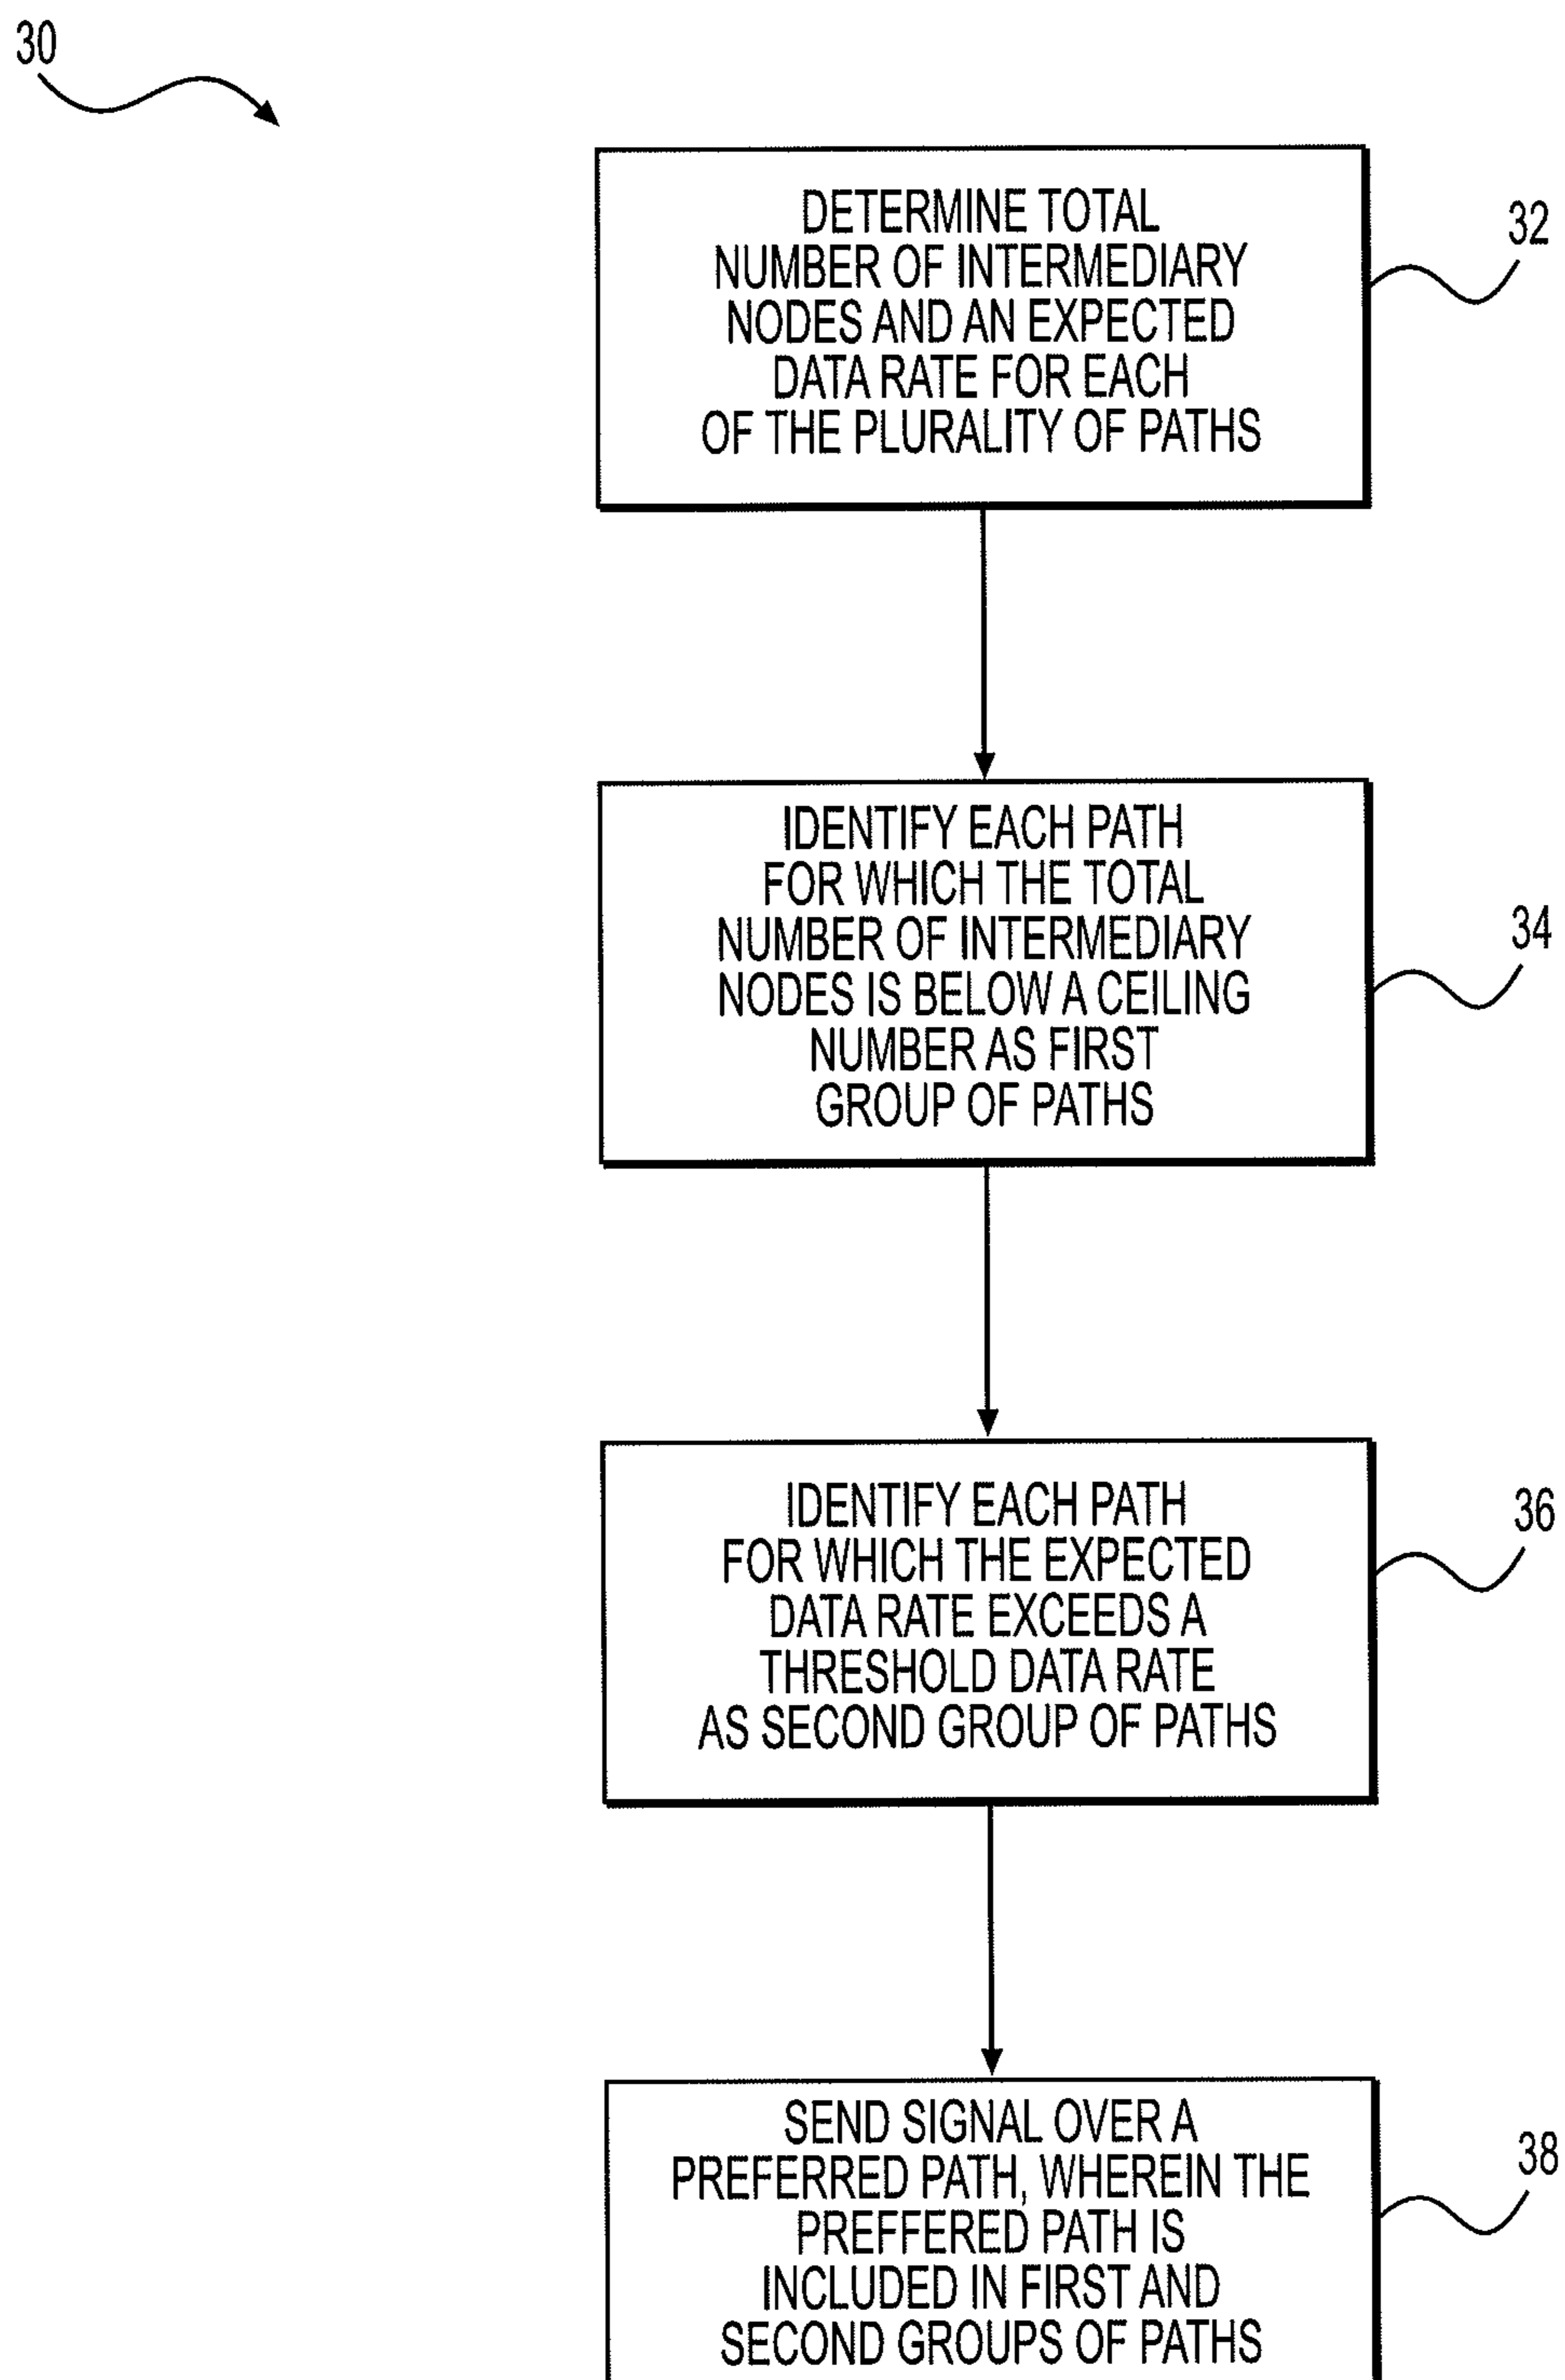 30
DETERMINE TOTAL
NUMBER OF INTERMEDIARY
NODES AND AN EXPECTED
DATA RATE FOR EACH
OF THE PLURALITY OF PATHS
32
IDENTIFY EACH PATH
FOR WHICH THE TOTAL
NUMBER OF INTERMEDIARY
NODES IS BELOW A CEILING
NUMBER AS FIRST
GROUP OF PATHS
34
IDENTIFY EACH PATH
FOR WHICH THE EXPECTED
DATA RATE EXCEEDS A
THRESHOLD DATA RATE
AS SECOND GROUP OF PATHS
36
SEND SIGNAL OVER A
PREFERRED PATH, WHEREIN THE
PREFFERED PATH IS
INCLUDED IN FIRST AND
SECOND GROUPS OF PATHS
38